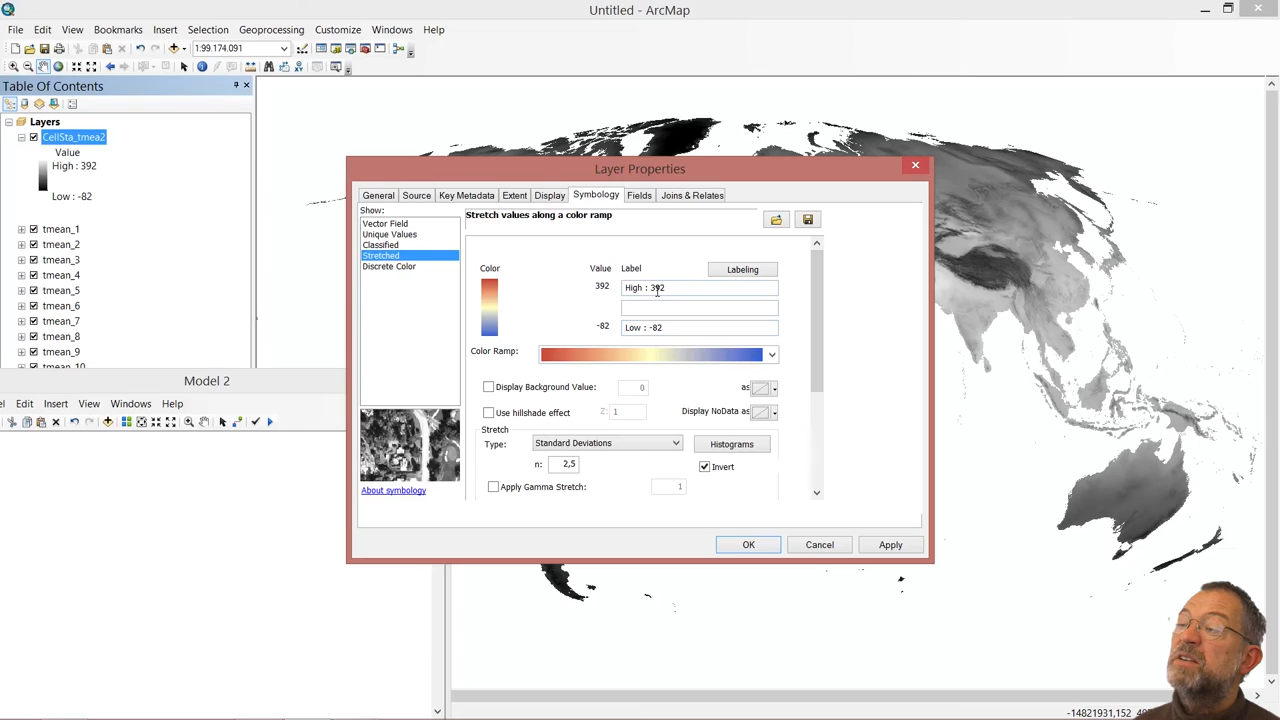 Untitled - ArcMap
File Edit View Bookmarks Insert Selection Geoprocessing Customize Windows Help
1:99.174.091
Table Of Contents
Layers
CellSta_tmea2
Value
High : 392
Low : -82
tmean_1
tmean_2
tmean_3
tmean_4
tmean_5
tmean_6
tmean_7
tmean_8
tmean_9
tmean_10
Model 2
Edit Insert View Windows Help
Layer Properties
General Source Key Metadata Extent Display Symbology Fields Joins & Relates
Show:
Vector Field
Unique Values
Classified
Stretched
Discrete Color
About symbology
Stretch values along a color ramp
Color Value Label Labeling
392 High : 392
-82 Low : -82
Color Ramp:
Display Background Value: 0 as
Use hillshade effect Z: 1 Display NoData as
Stretch
Type: Standard Deviations Histograms
n: 2,5 Invert
Apply Gamma Stretch: 1
OK Cancel Apply